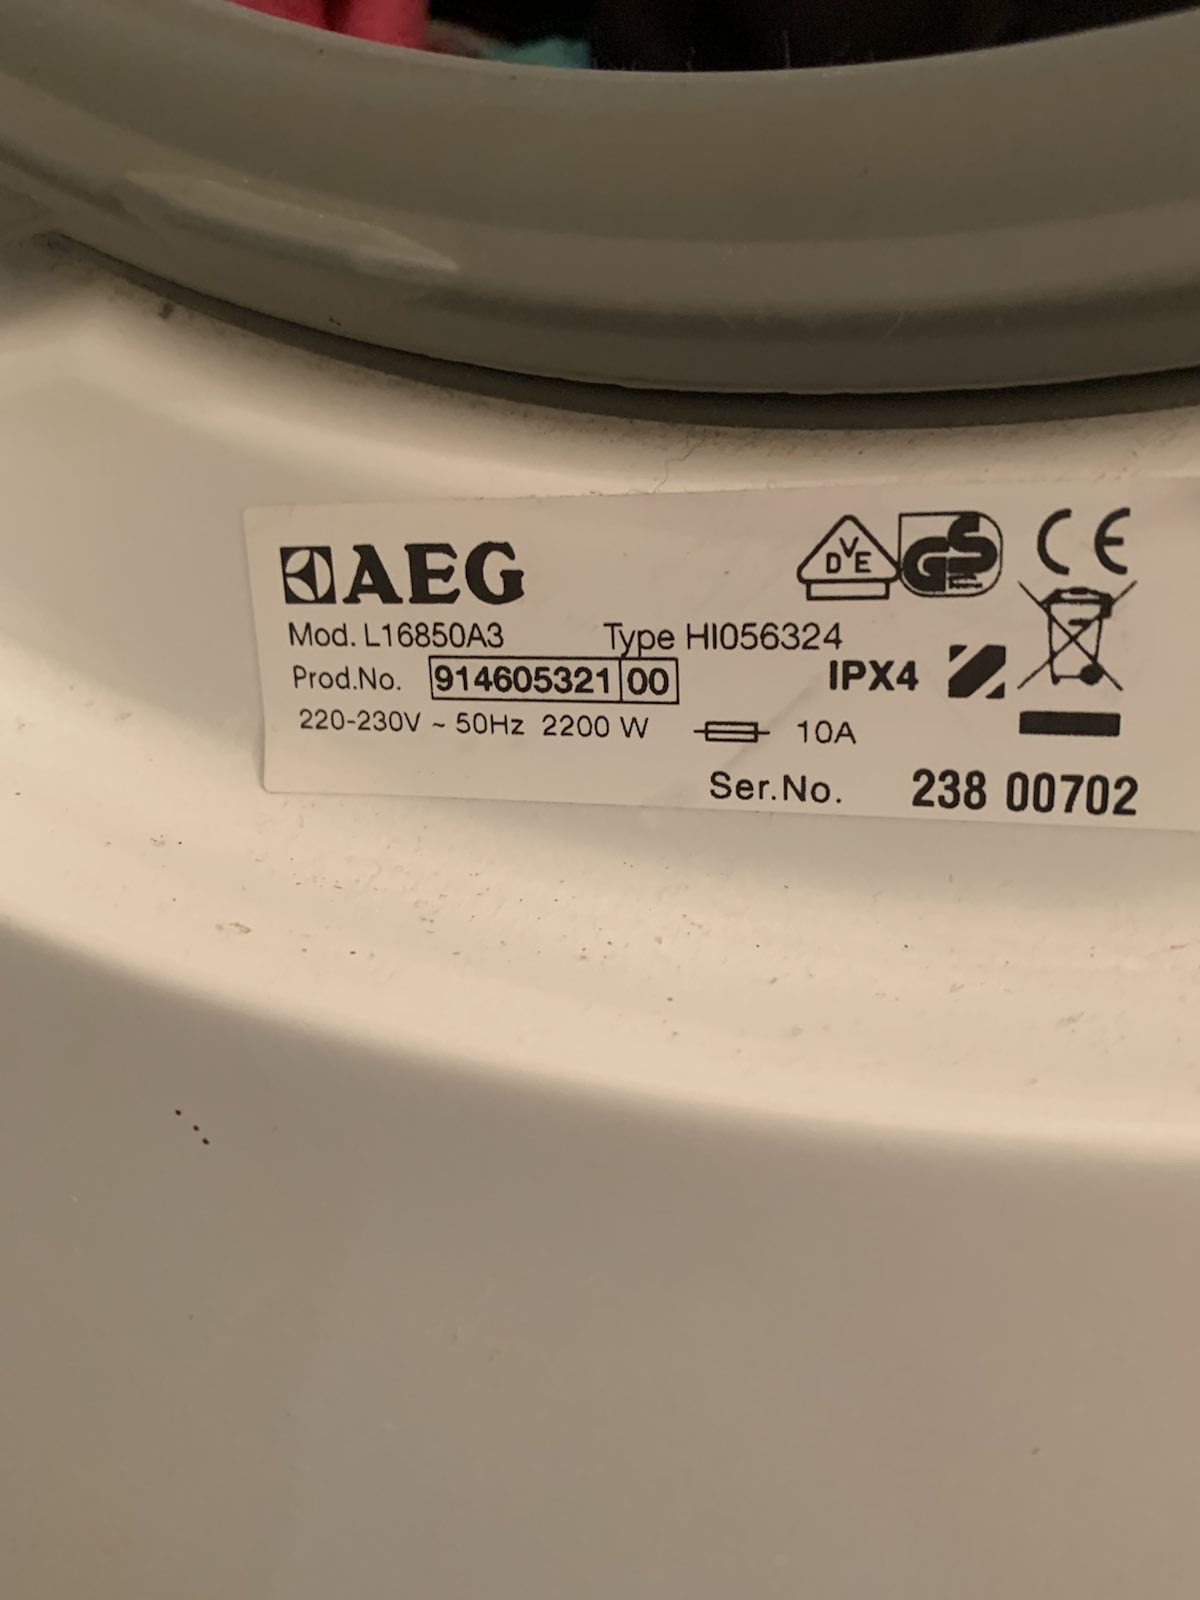 AEG
DVE GS CE
Mod. L16850A3 Type HI056324
Prod.No. 914605321 00 IPX4
220-230V ~ 50Hz 2200 W 10A
Ser.No. 238 00702